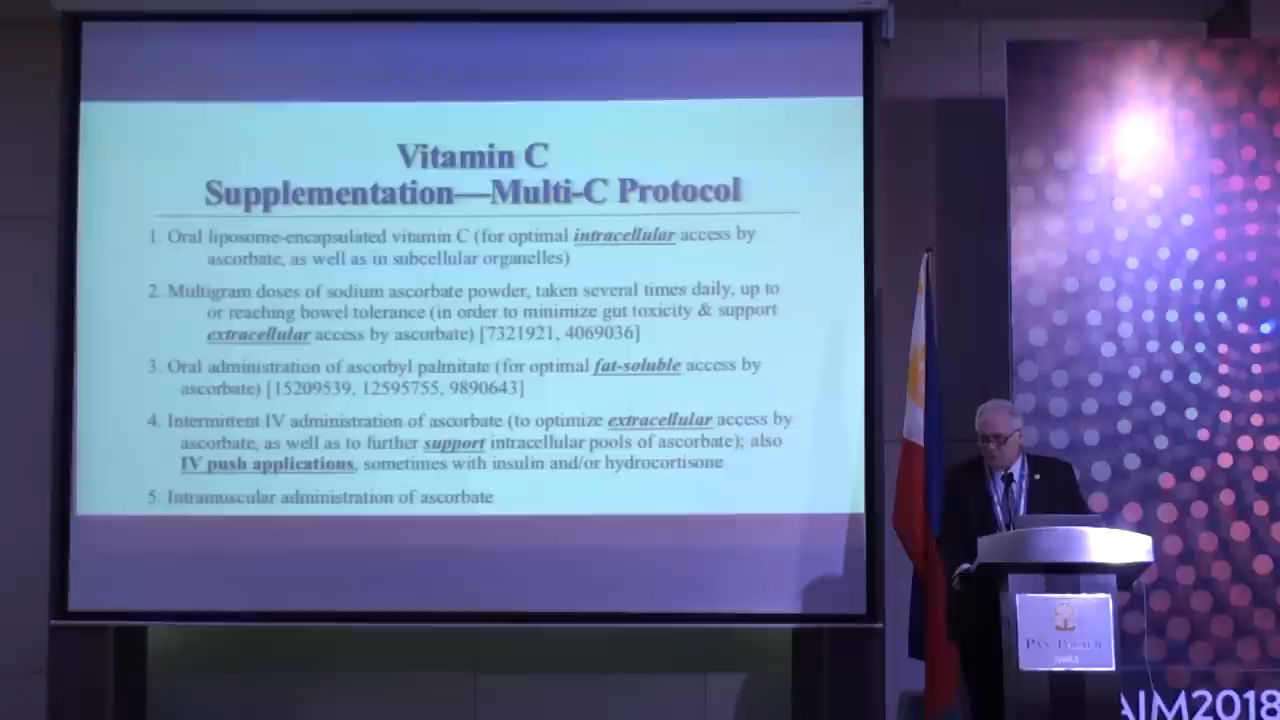 Vitamin C
Supplementation—Multi-C Protocol
1. Oral liposome-encapsulated vitamin C (for optimal intracellular access by
ascorbate, as well as in subcellular organelles)
2. Multigram doses of sodium ascorbate powder, taken several times daily, up to
or reaching bowel tolerance (in order to minimize gut toxicity & support
extracellular access by ascorbate) [7321921, 4069036]
3. Oral administration of ascorbyl palmitate (for optimal fat-soluble access by
ascorbate) [15209539, 12595755, 9890643]
4. Intermittent IV administration of ascorbate (to optimize extracellular access by
ascorbate, as well as to further support intracellular pools of ascorbate); also
IV push applications, sometimes with insulin and/or hydrocortisone
5. Intramuscular administration of ascorbate
PAN PACIFIC
MANILA
AIM2018